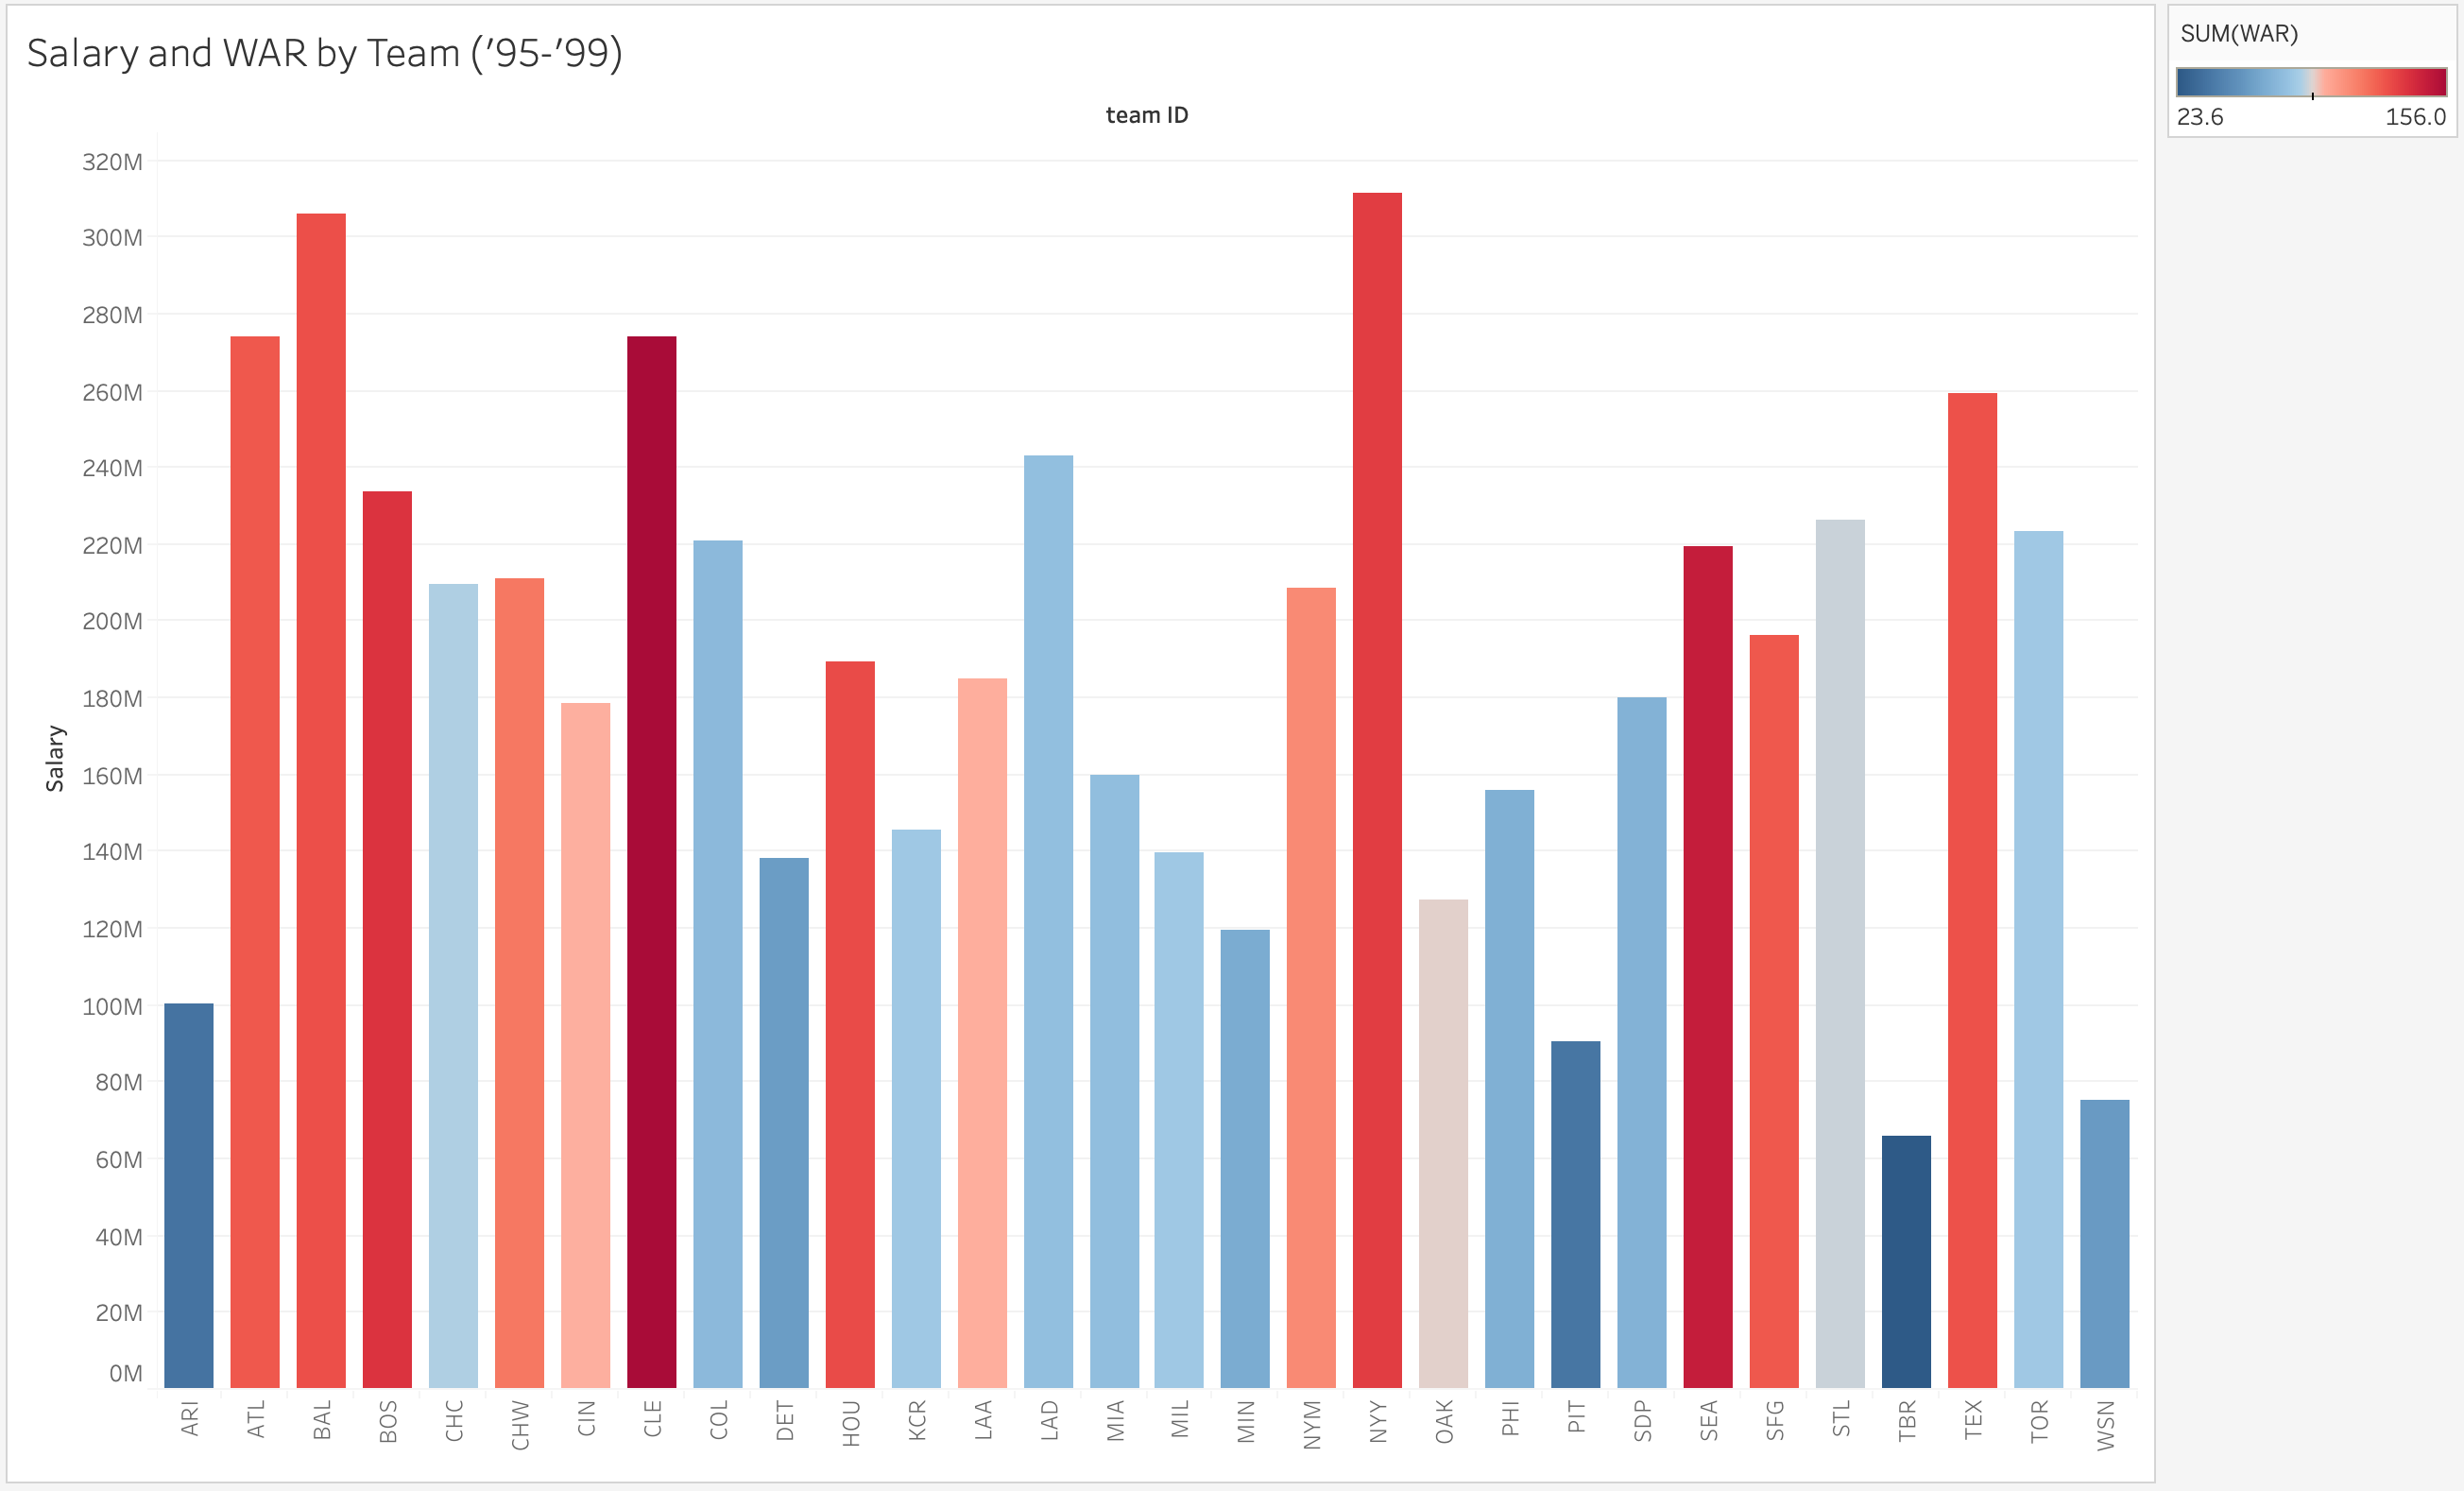 Salary and WAR by Team ('95-'99)
SUM(WAR)
23.6 156.0
team ID
320M
300M
280M
260M
240M
220M
200M
180M
160M
140M
120M
100M
80M
60M
40M
20M
0M
Salary
ARI
ATL
BAL
BOS
CHC
CHW
CIN
CLE
COL
DET
HOU
KCR
LAA
LAD
MIA
MIL
MIN
NYM
NYY
OAK
PHI
PIT
SDP
SEA
SFG
STL
TBR
TEX
TOR
WSN